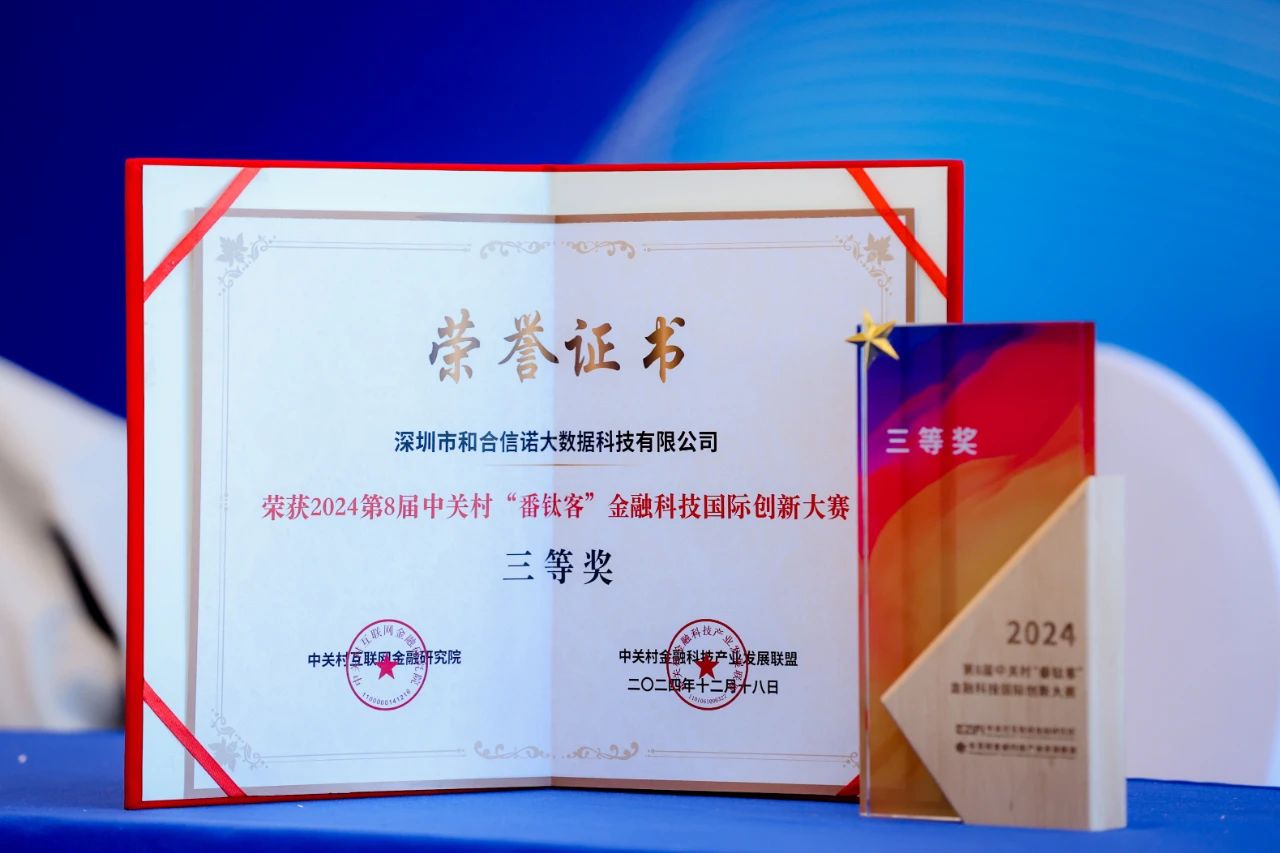 荣誉证书
深圳市和合信诺大数据科技有限公司
荣获2024第8届中关村“番钛客”金融科技国际创新大赛
三等奖
中关村互联网金融研究院
中关村金融科技产业发展联盟
二〇二四年十二月十八日
三等奖
2024
第8届中关村“番钛客”
金融科技国际创新大赛